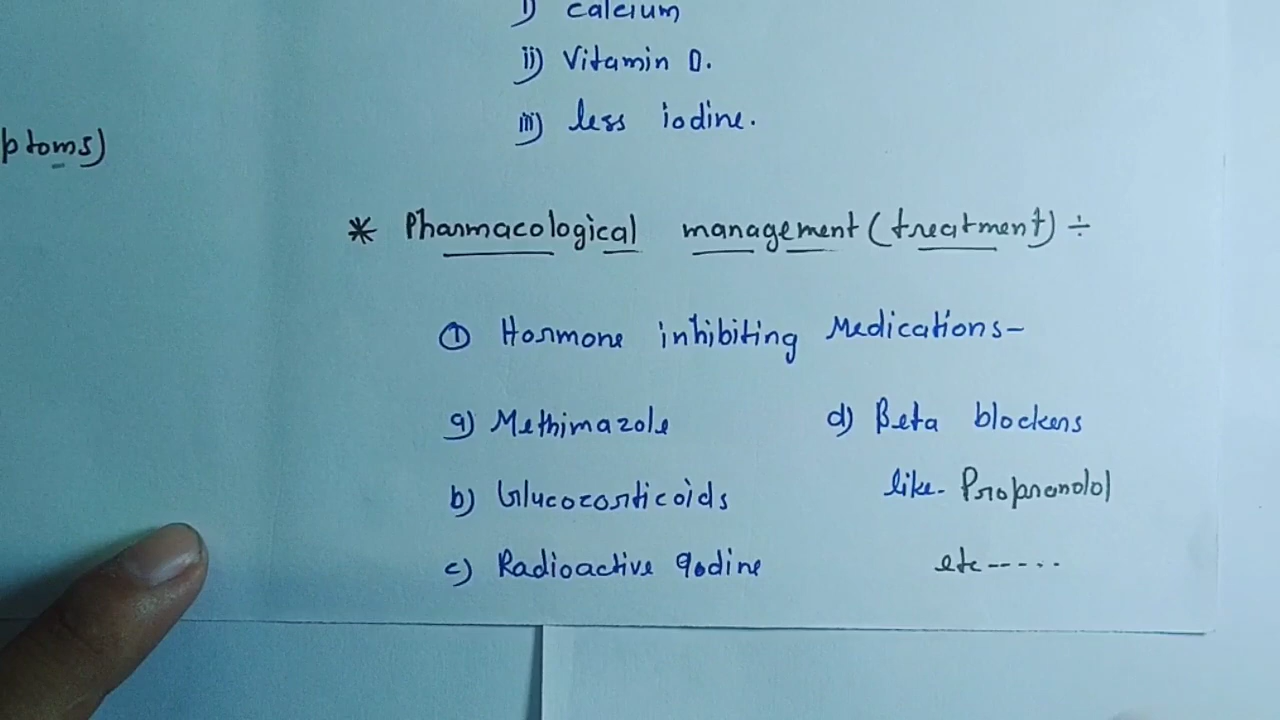 i) calcium
ii) Vitamin D.
iii) less iodine.
ptoms)
* Pharmacological management (treatment) ÷
① Hormone inhibiting Medications-
a) Methimazole
b) Glucocorticoids
c) Radioactive Iodine
d) Beta blockers
like- Propranolol
etc-----